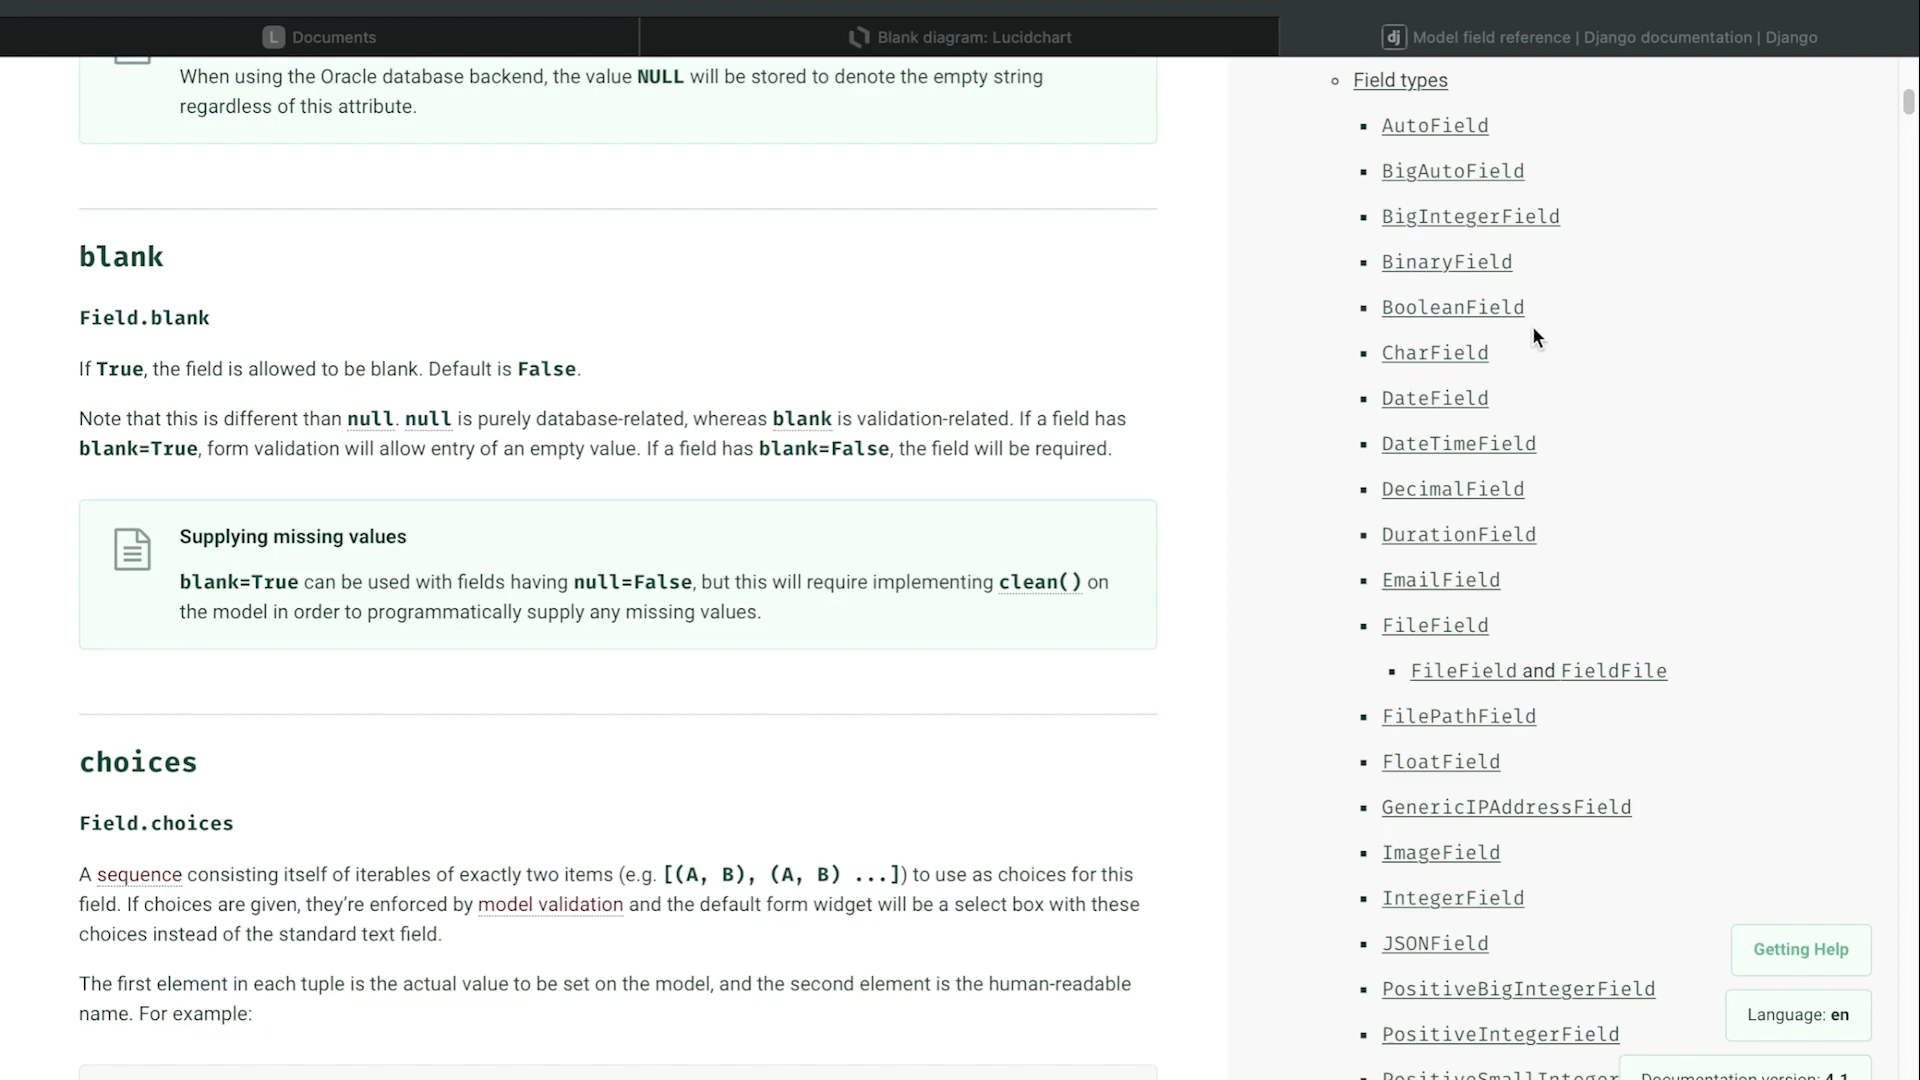 L Documents
Blank diagram: Lucidchart
dj Model field reference | Django documentation | Django
When using the Oracle database backend, the value NULL will be stored to denote the empty string
regardless of this attribute.
blank
Field.blank
If True, the field is allowed to be blank. Default is False.
Note that this is different than null. null is purely database-related, whereas blank is validation-related. If a field has
blank=True, form validation will allow entry of an empty value. If a field has blank=False, the field will be required.
Supplying missing values
blank=True can be used with fields having null=False, but this will require implementing clean() on
the model in order to programmatically supply any missing values.
choices
Field.choices
A sequence consisting itself of iterables of exactly two items (e.g. [(A, B), (A, B) ...]) to use as choices for this
field. If choices are given, they’re enforced by model validation and the default form widget will be a select box with these
choices instead of the standard text field.
The first element in each tuple is the actual value to be set on the model, and the second element is the human-readable
name. For example:
Field types
AutoField
BigAutoField
BigIntegerField
BinaryField
BooleanField
CharField
DateField
DateTimeField
DecimalField
DurationField
EmailField
FileField
FileField and FieldFile
FilePathField
FloatField
GenericIPAddressField
ImageField
IntegerField
JSONField
PositiveBigIntegerField
PositiveIntegerField
PositiveSmallInteger
Getting Help
Language: en
Documentation version: 4.1